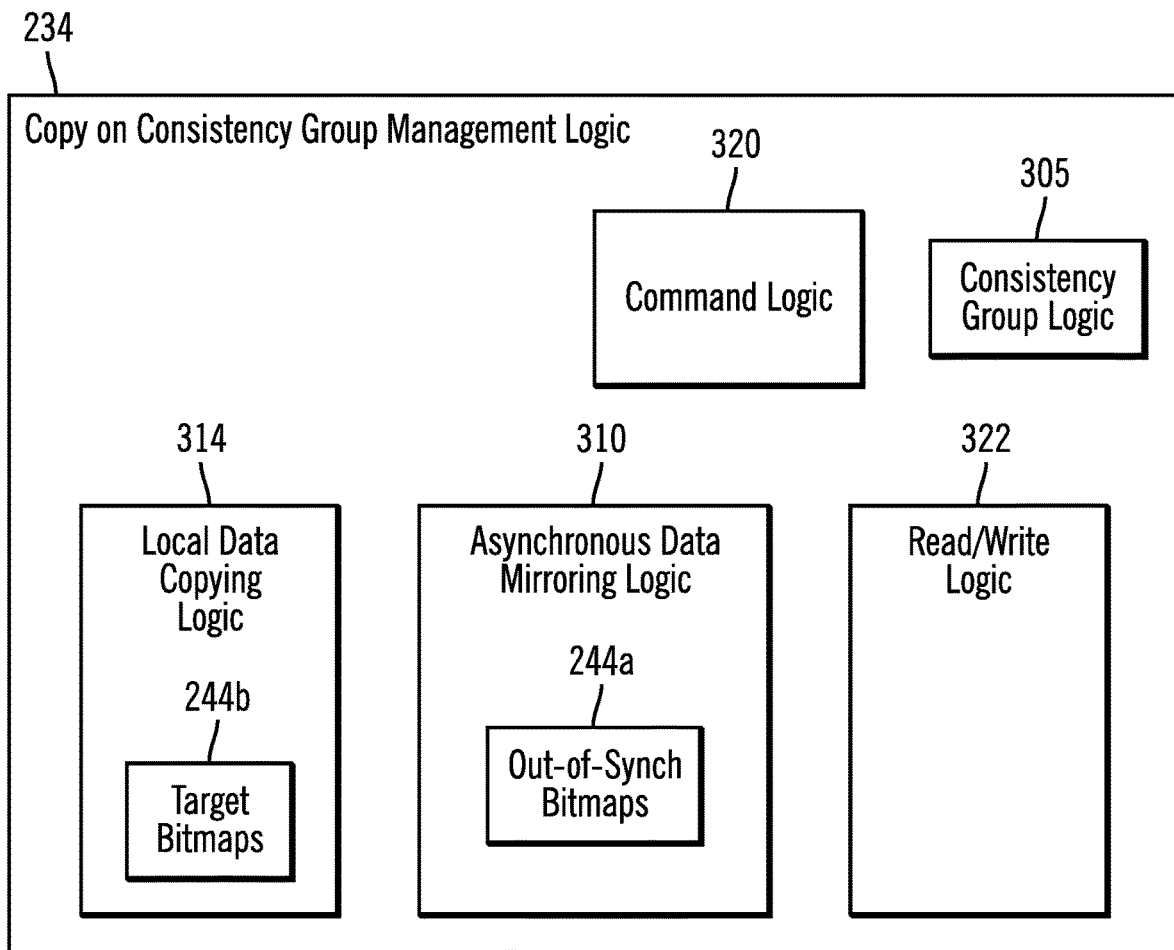 234
Copy on Consistency Group Management Logic
320
Command Logic
305
Consistency
Group Logic
314
Local Data
Copying
Logic
244b
Target
Bitmaps
310
Asynchronous Data
Mirroring Logic
244a
Out-of-Synch
Bitmaps
322
Read/Write
Logic